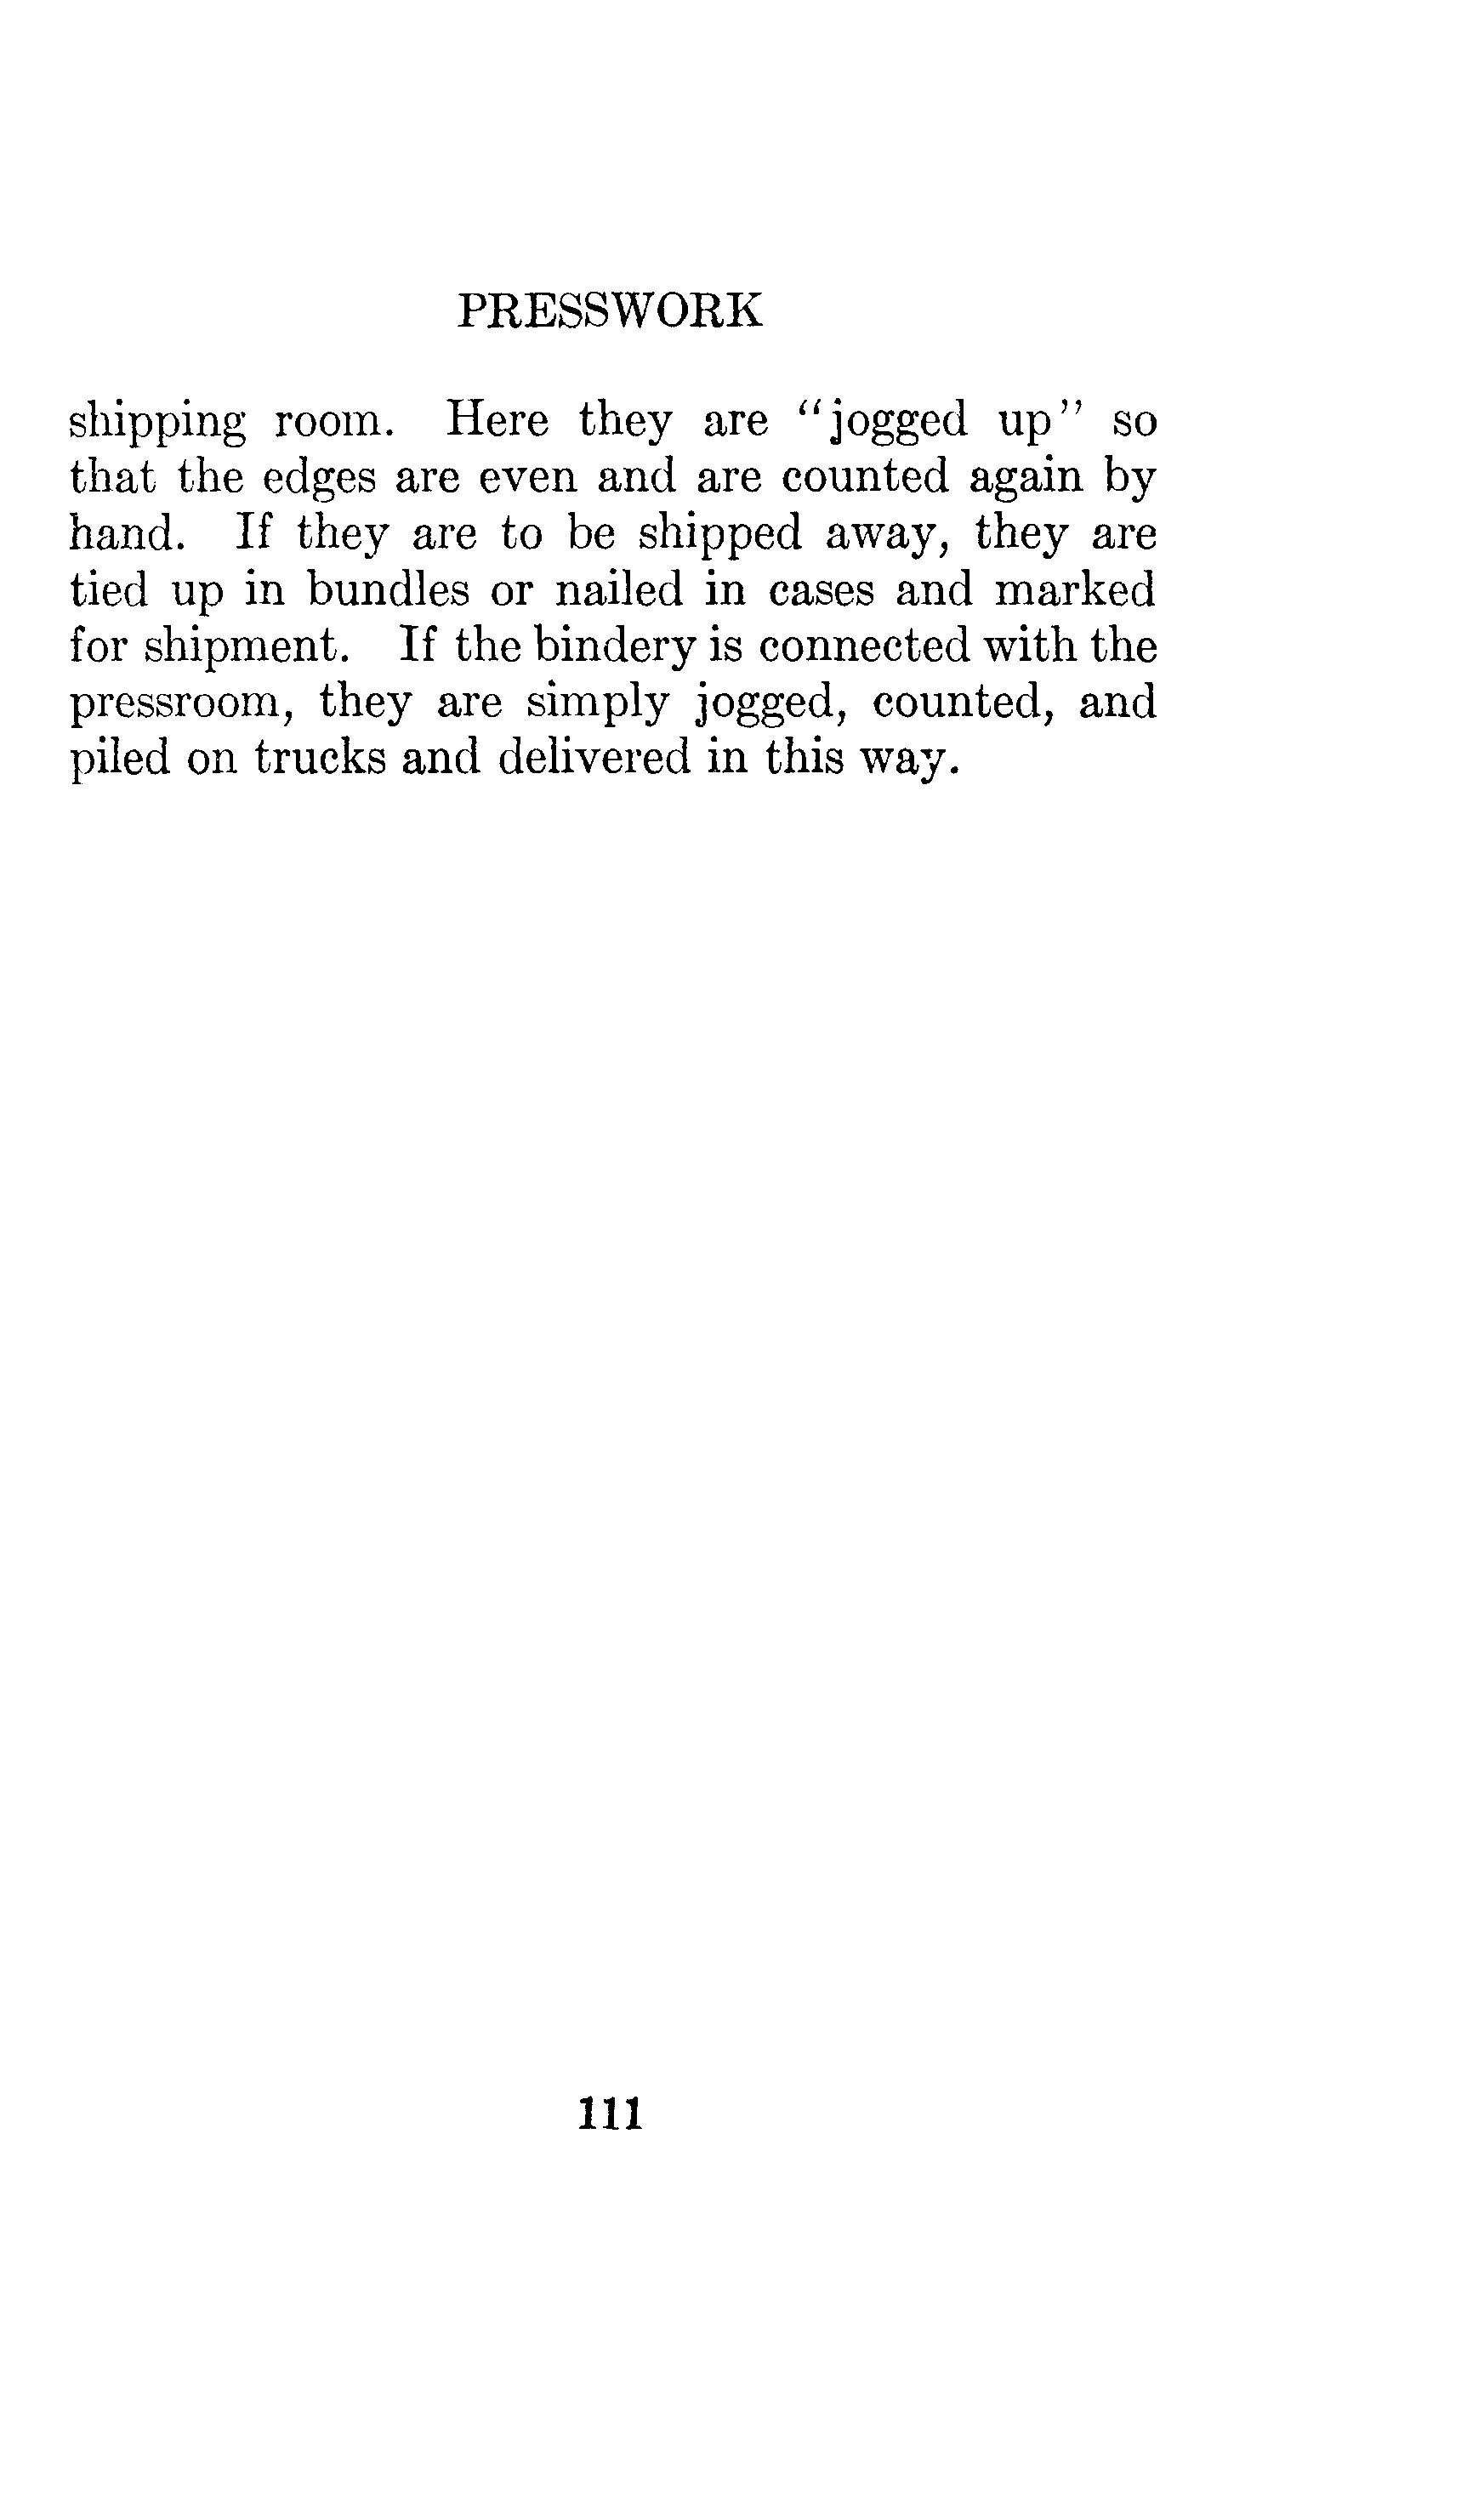 PRESSWORK
shipping room. Here they are "jogged up" so
that the edges are even and are counted again by
hand. If they are to be shipped away, they are
tied up in bundles or nailed in cases and marked
for shipment. If the bindery is connected with the
pressroom, they are simply jogged, counted, and
piled on trucks and delivered in this way.
111